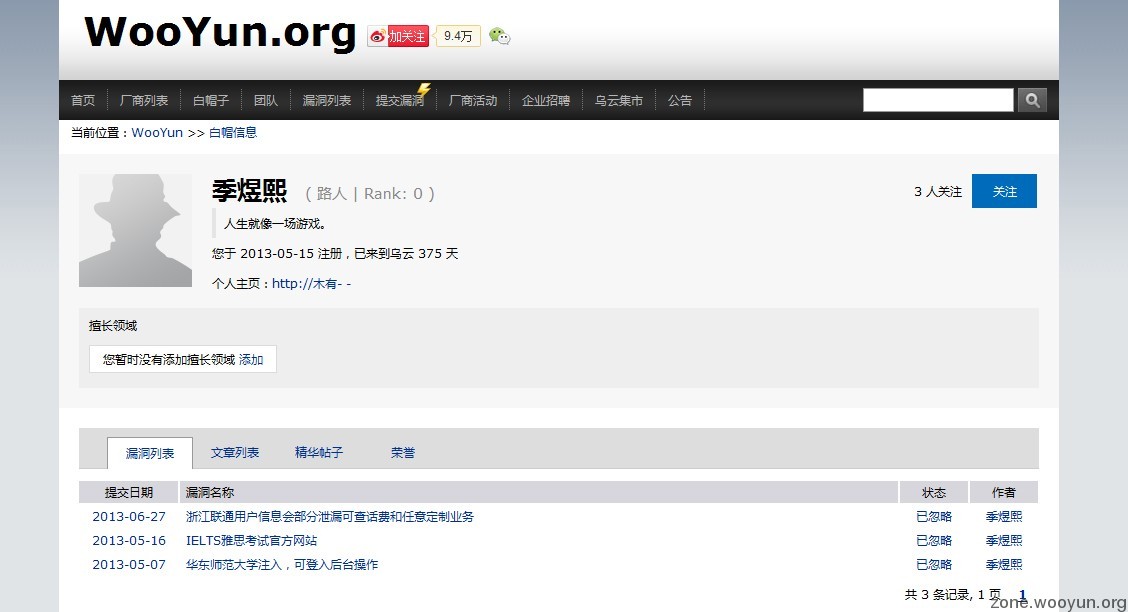 WooYun.org 加关注 9.4万
首页 厂商列表 白帽子 团队 漏洞列表 提交漏洞 厂商活动 企业招聘 乌云集市 公告
当前位置：WooYun >> 白帽信息
季煜熙 ( 路人 | Rank: 0 )
3 人关注 关注
人生就像一场游戏。
您于 2013-05-15 注册，已来到乌云 375 天
个人主页：http://木有- -
擅长领域
您暂时没有添加擅长领域 添加
漏洞列表 文章列表 精华帖子 荣誉
提交日期 漏洞名称 状态 作者
2013-06-27 浙江联通用户信息会部分泄漏可查话费和任意定制业务 已忽略 季煜熙
2013-05-16 IELTS雅思考试官方网站 已忽略 季煜熙
2013-05-07 华东师范大学注入，可登入后台操作 已忽略 季煜熙
共 3 条记录, 1 页 1
zone.wooyun.org